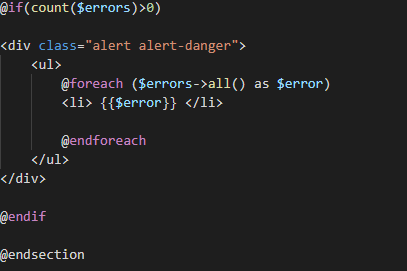 @if(count($errors)>0)
<div class="alert alert-danger">
<ul>
@foreach ($errors->all() as $error)
<li> {{$error}} </li>
@endforeach
</ul>
</div>
@endif
@endsection